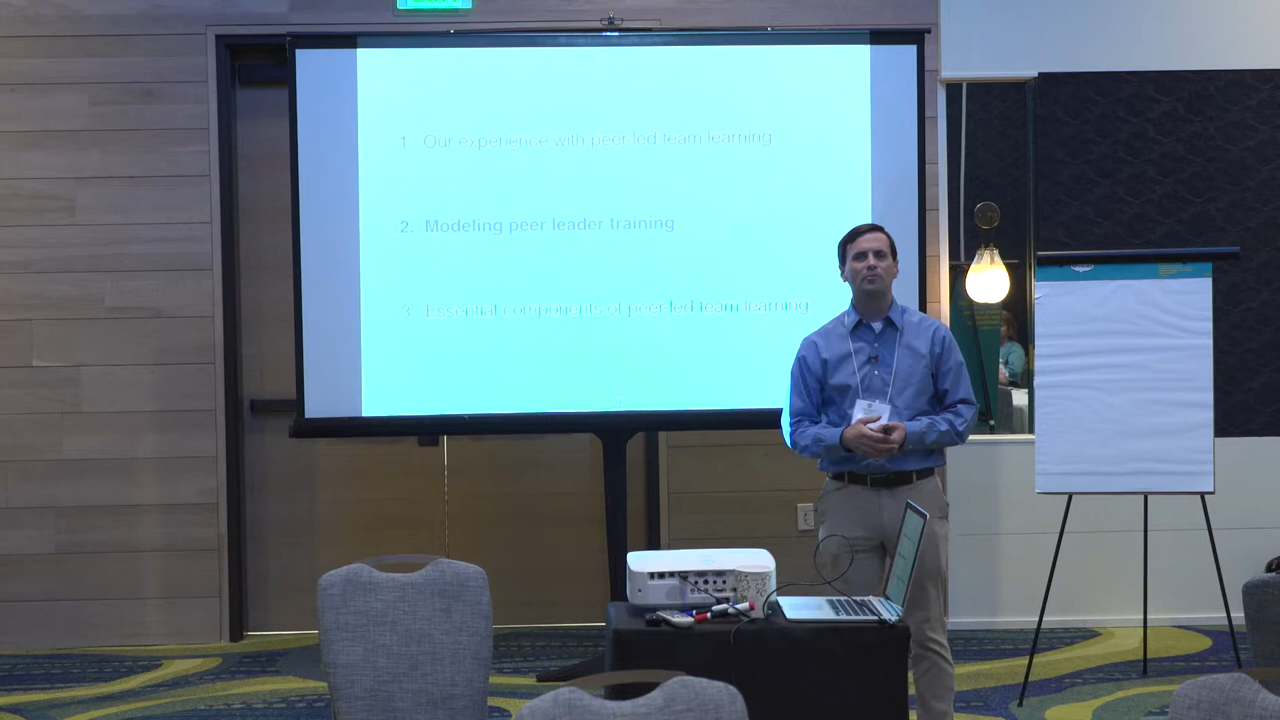 1. Our experience with peer-led team learning
2. Modeling peer leader training
3. Essential components of peer-led team learning